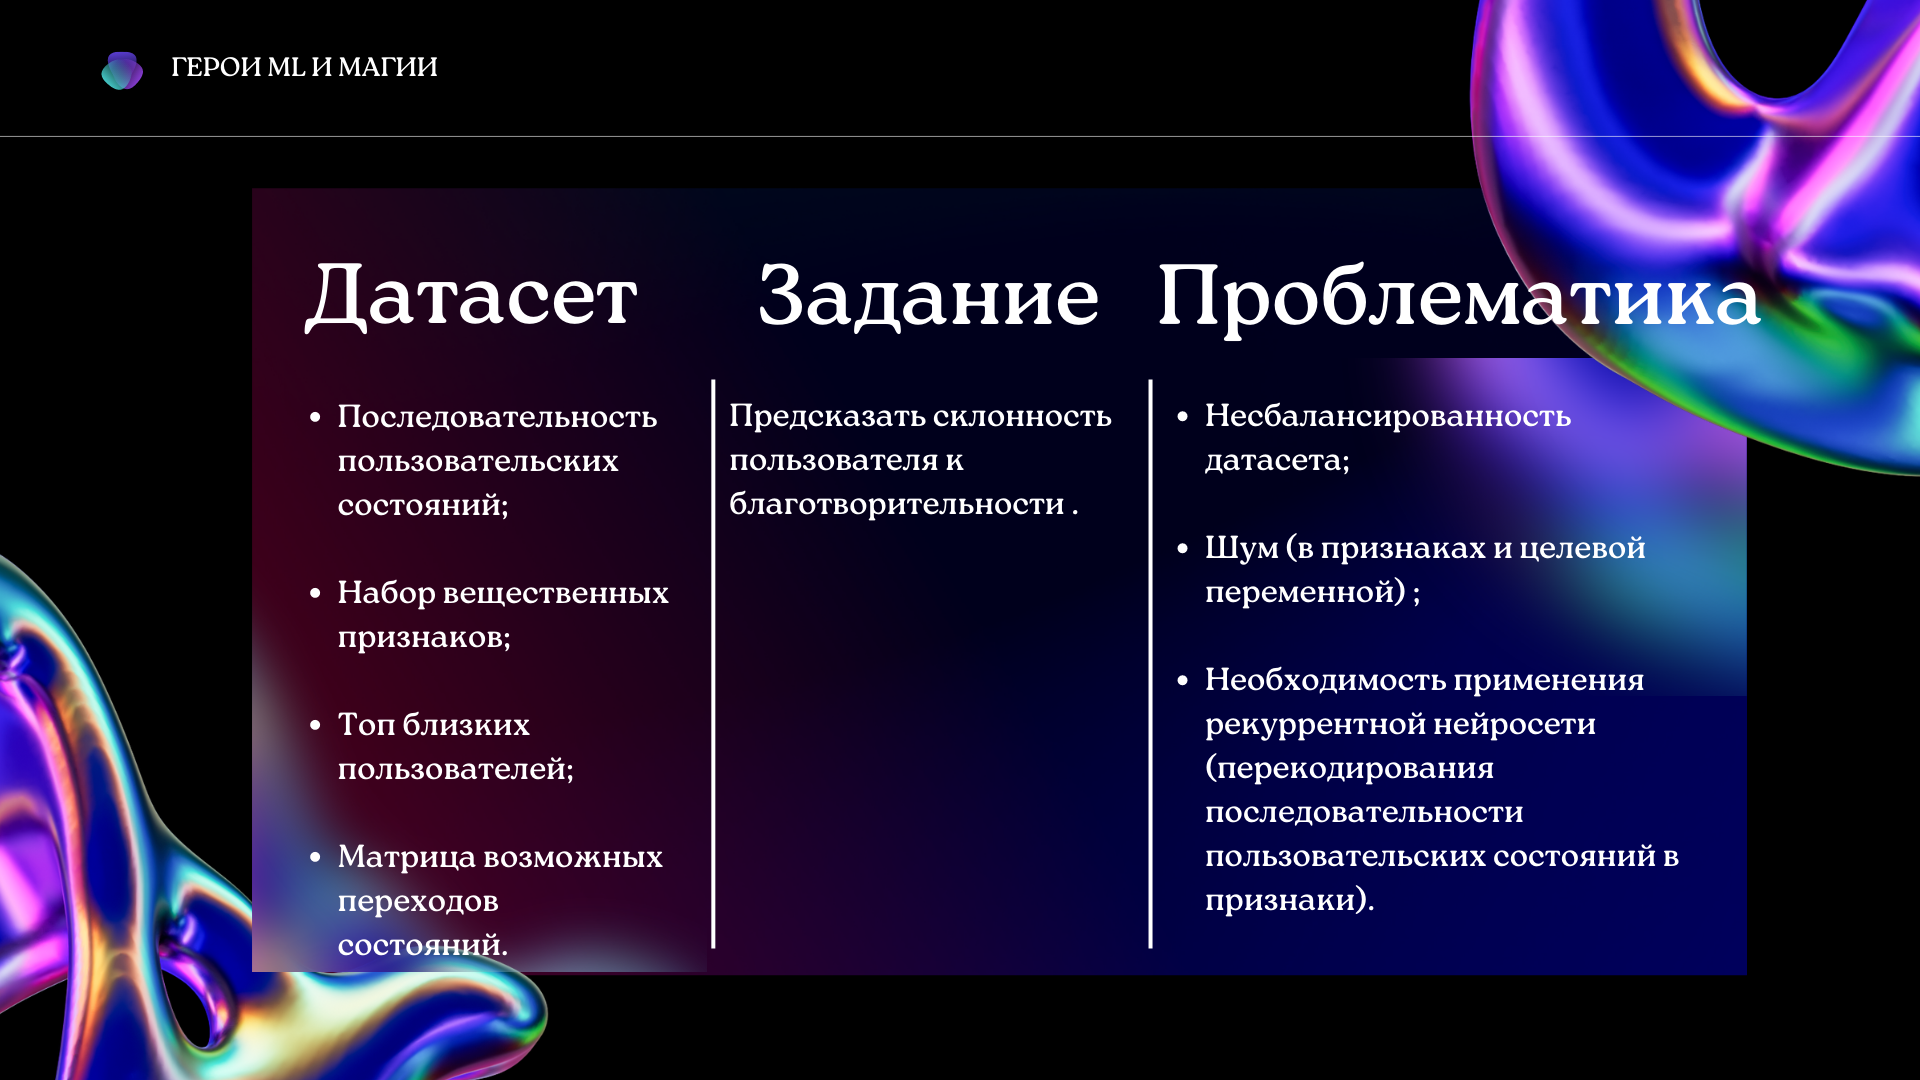 ГЕРОИ ML И МАГИИ
Датасет
• Последовательность
пользовательских
состояний;
• Набор вещественных
признаков;
• Топ близких
пользователей;
• Матрица возможных
переходов
состояний.
Задание
Предсказать склонность
пользователя к
благотворительности .
Проблематика
• Несбалансированность
датасета;
• Шум (в признаках и целевой
переменной) ;
• Необходимость применения
рекуррентной нейросети
(перекодирования
последовательности
пользовательских состояний в
признаки).